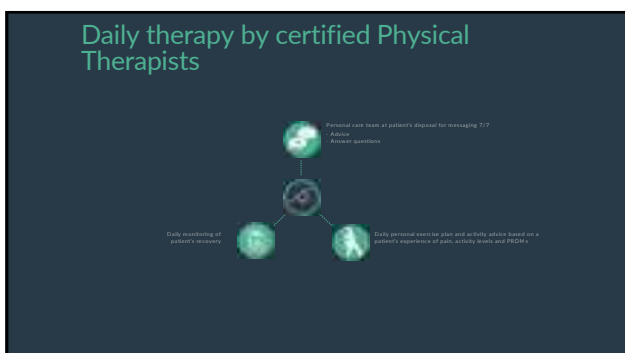 Daily therapy by certified Physical
Therapists
Personal care team at patient's disposal for messaging 7/7
- Advice
- Answer questions
Daily monitoring of
patient's recovery
Daily personal exercise plan and activity advice based on a
patient's experience of pain, activity levels and PROMs